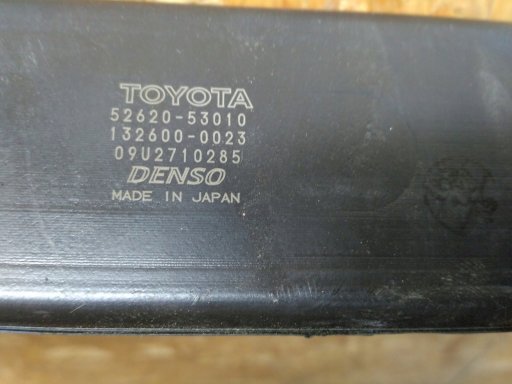 TOYOTA
52620-53010
132600-0023
09U2710285
DENSO
MADE IN JAPAN